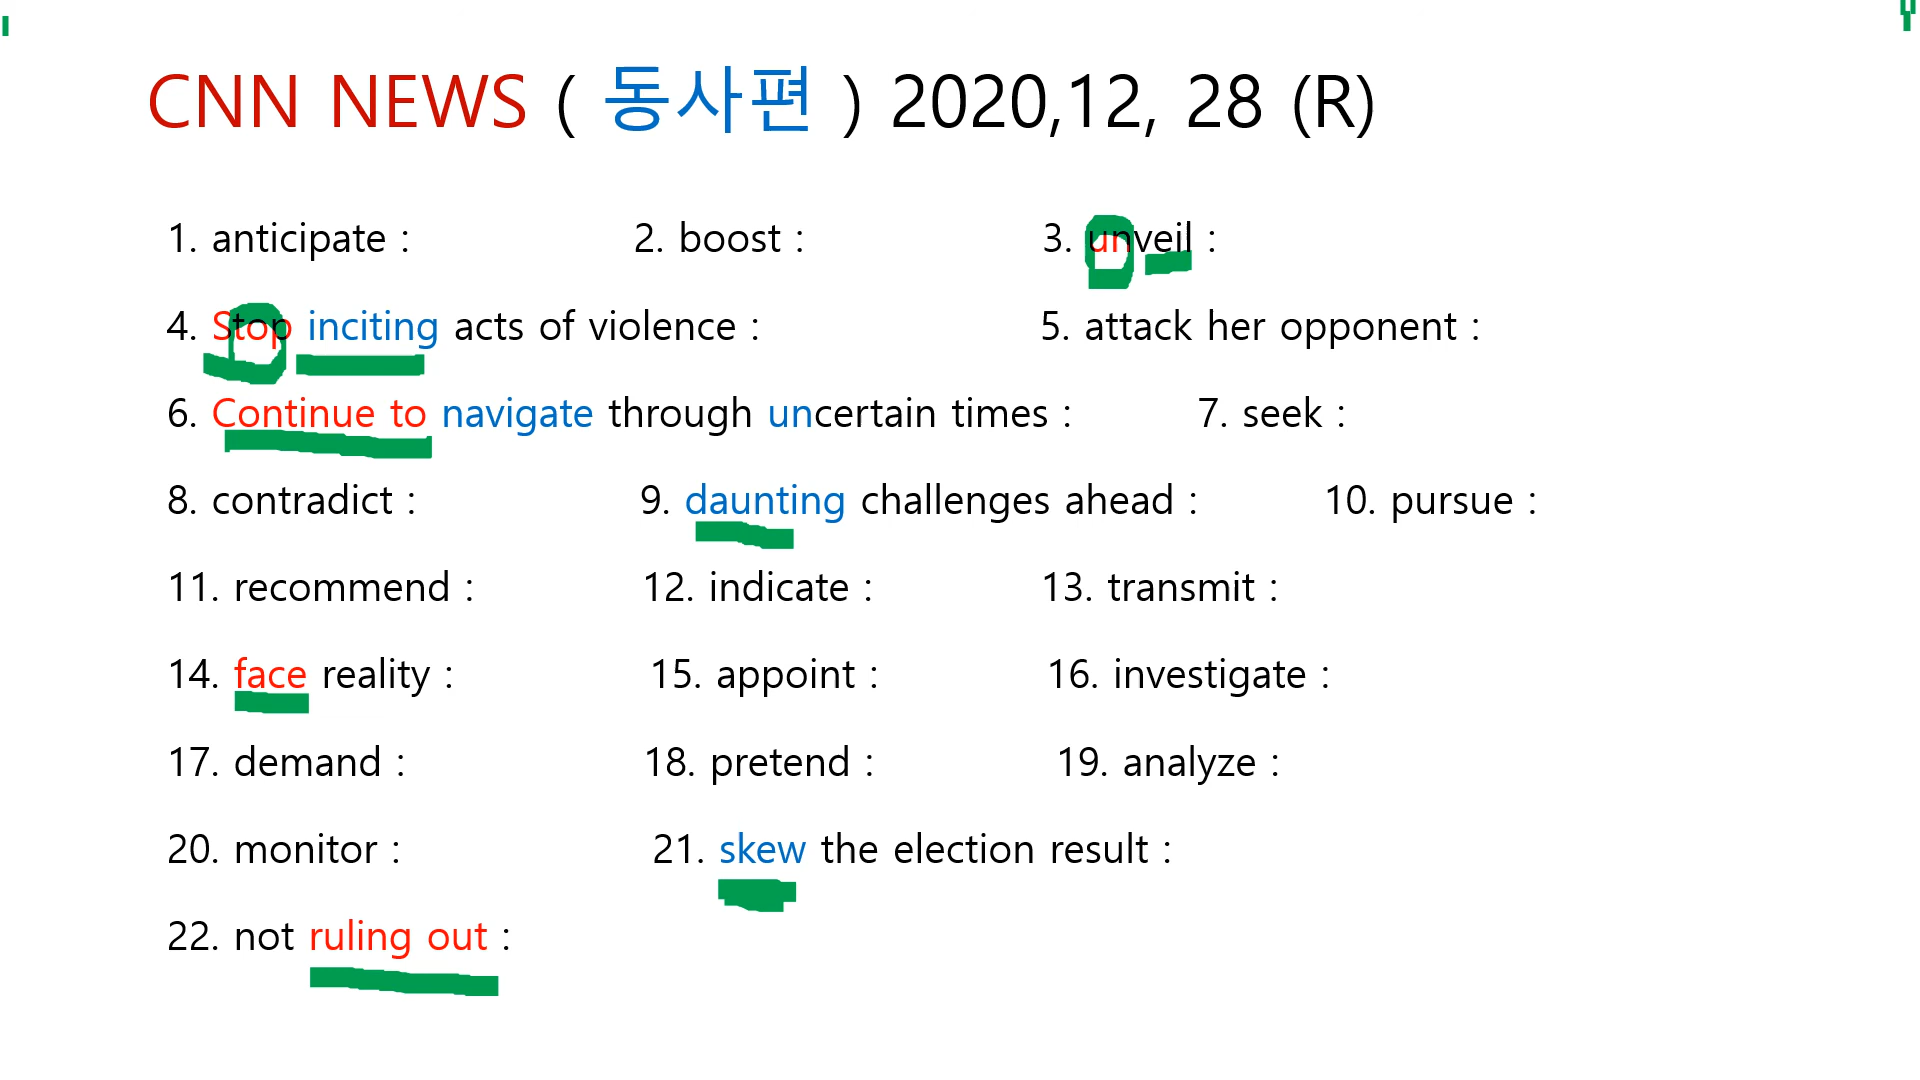 CNN NEWS ( 동사편 ) 2020,12, 28 (R)
1. anticipate : 2. boost : 3. unveil :
4. Stop inciting acts of violence : 5. attack her opponent :
6. Continue to navigate through uncertain times : 7. seek :
8. contradict : 9. daunting challenges ahead : 10. pursue :
11. recommend : 12. indicate : 13. transmit :
14. face reality : 15. appoint : 16. investigate :
17. demand : 18. pretend : 19. analyze :
20. monitor : 21. skew the election result :
22. not ruling out :